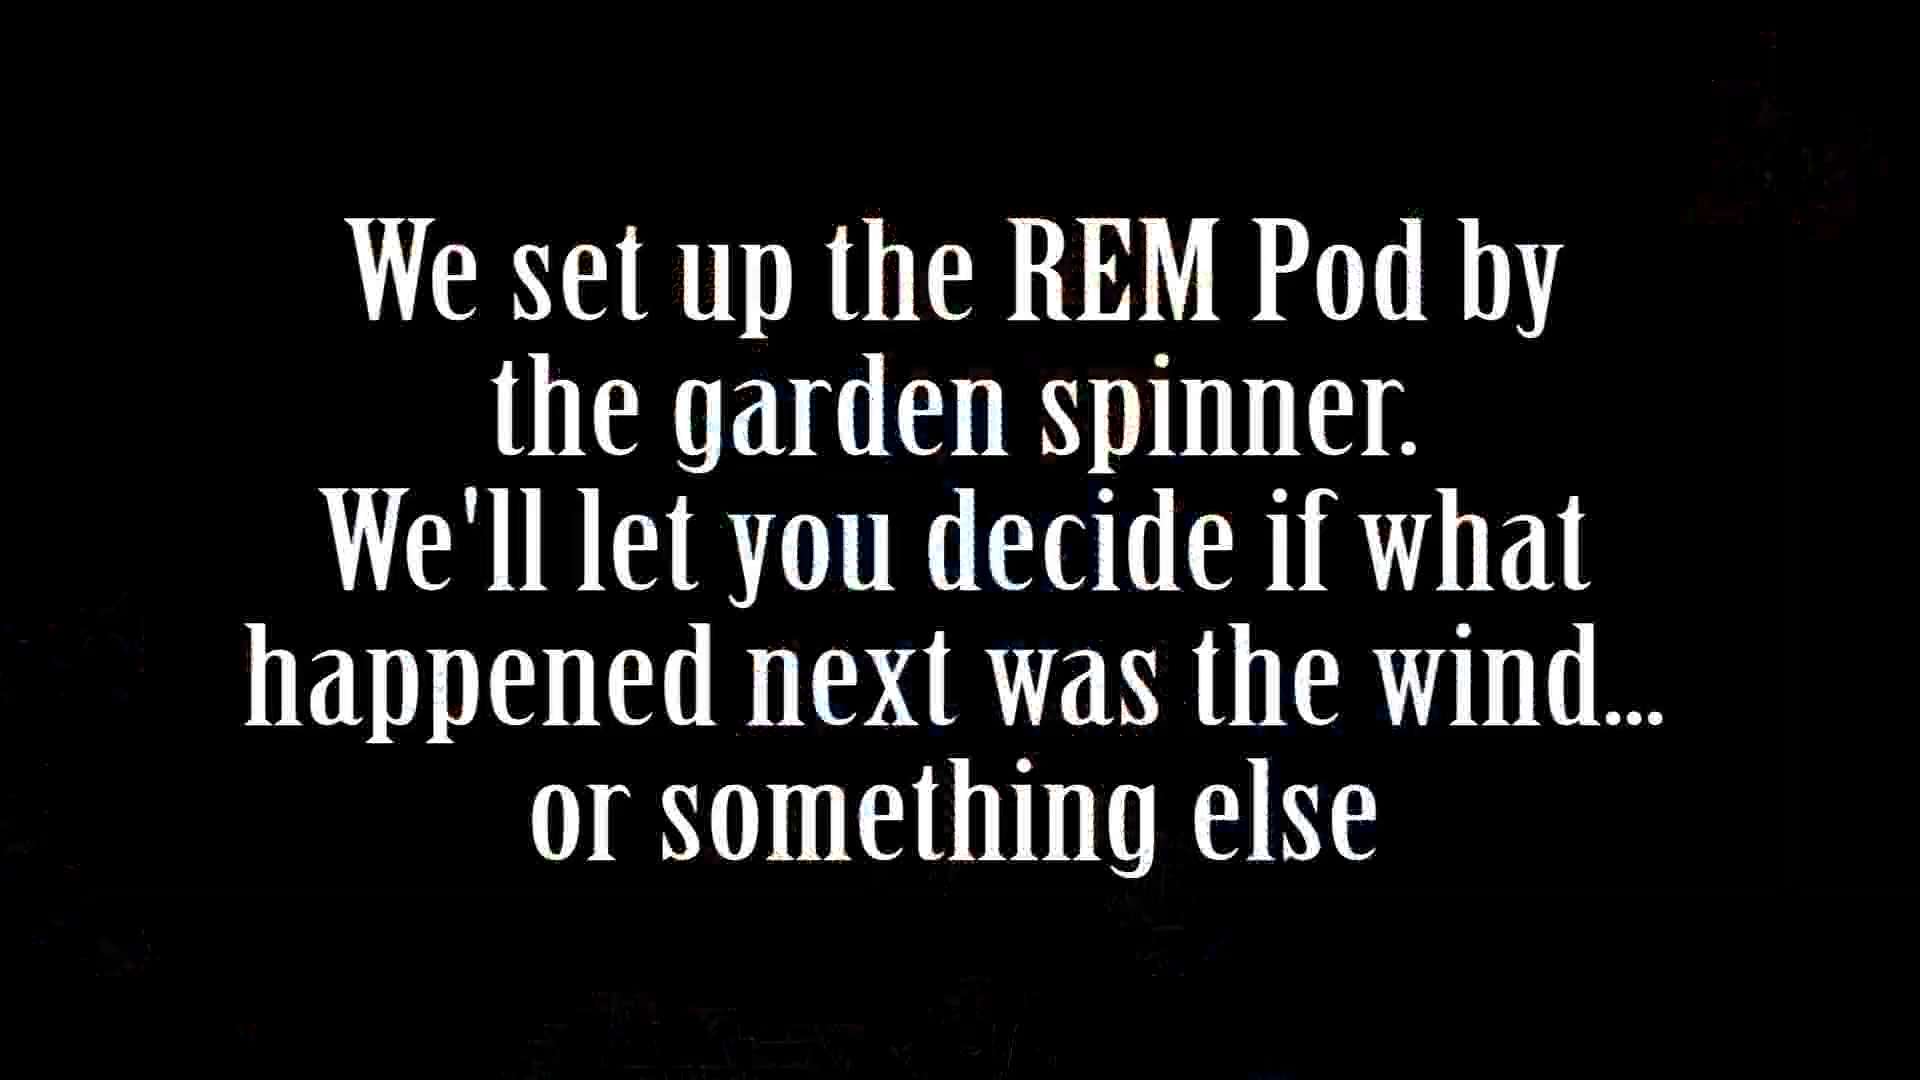 We set up the REM Pod by
the garden spinner.
We'll let you decide if what
happened next was the wind...
or something else